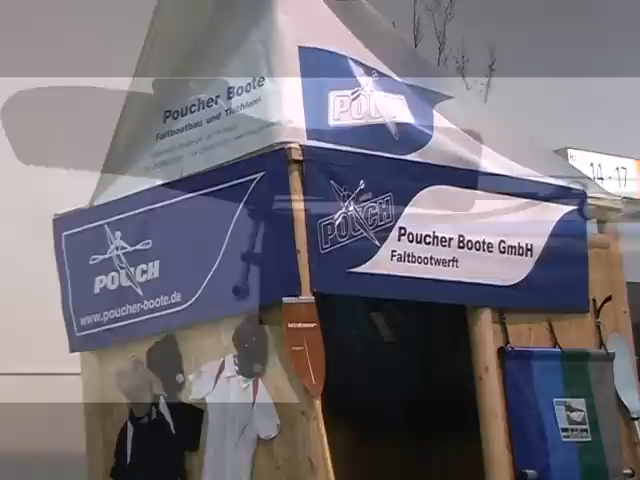 Poucher Boote
Faltbootbau und Tischlerei
POUCH
14-17
POUCH
Poucher Boote GmbH
Faltbootwerft
POUCH
www.poucher-boote.de